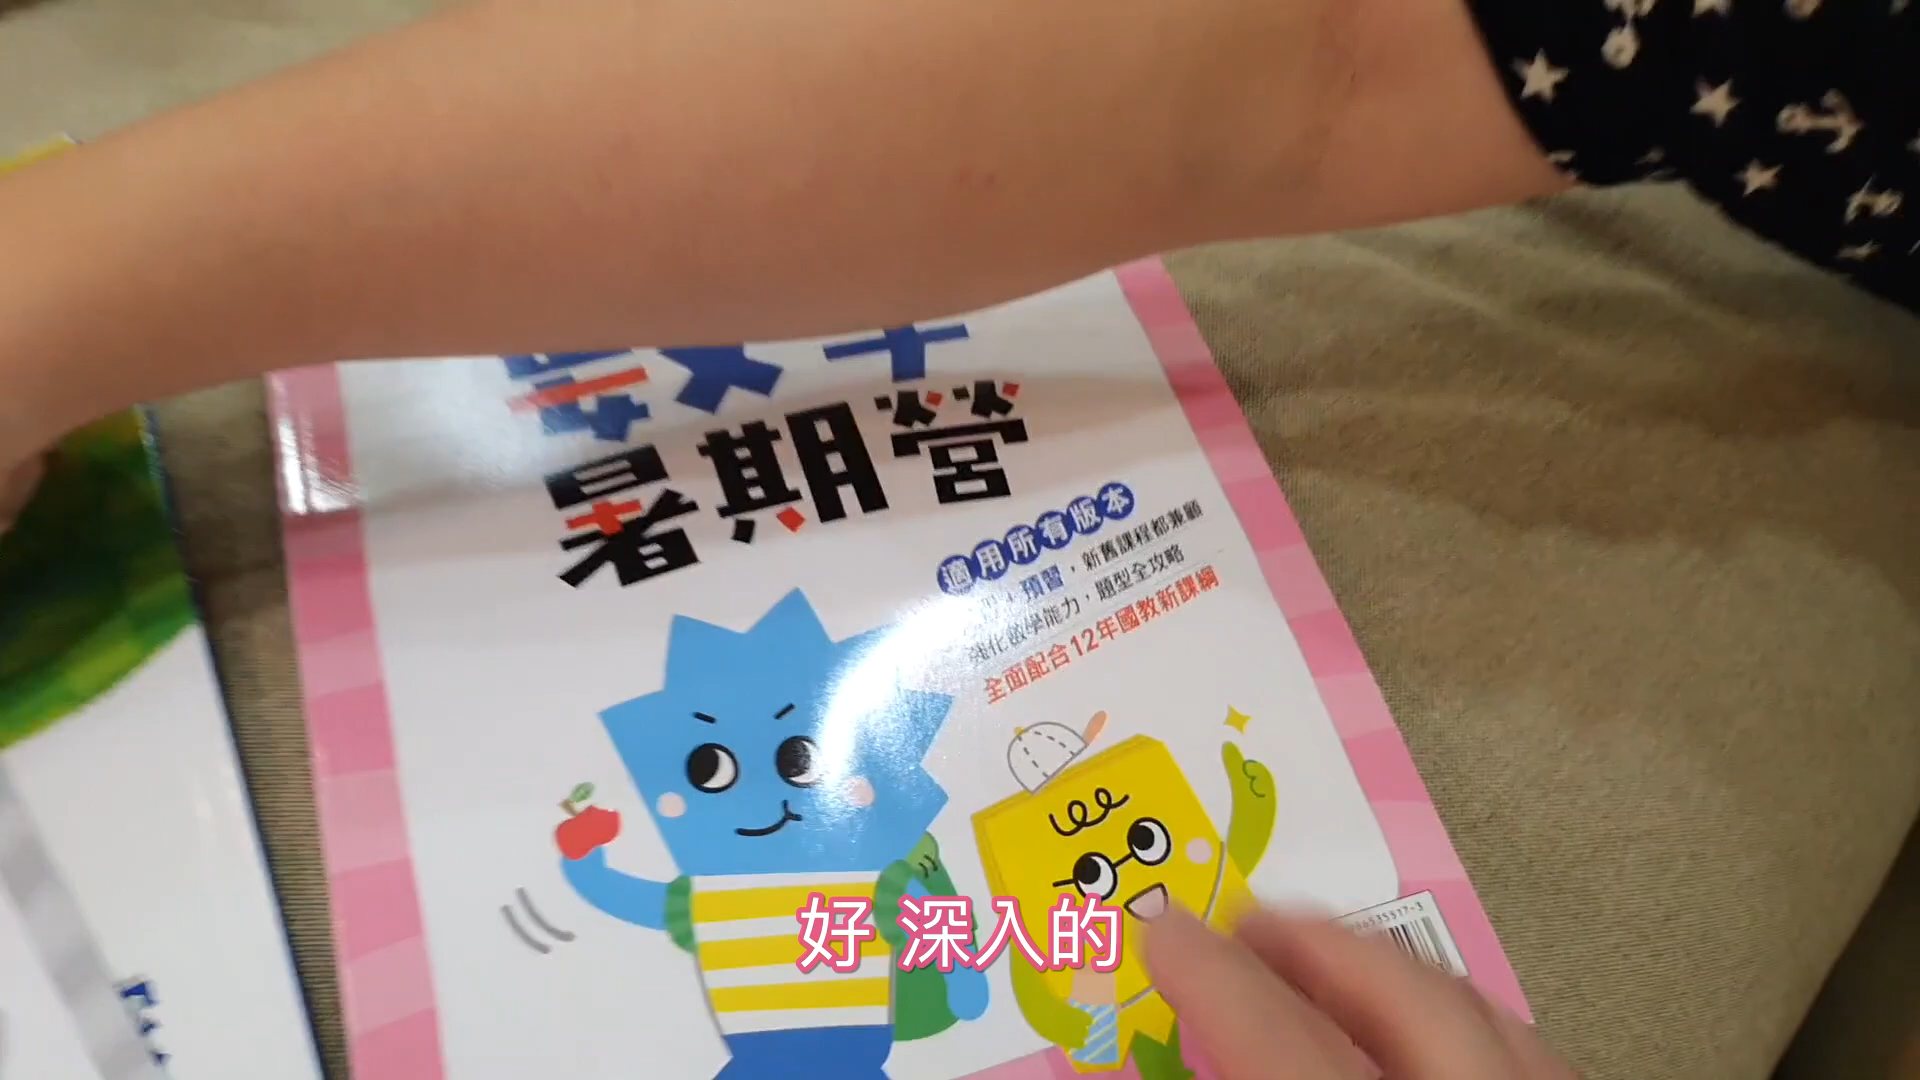 暑期營
適用所有版本
預習，新舊課程都兼顧
強化數學能力，題型全攻略
全面配合12年國教新課綱
好 深入的